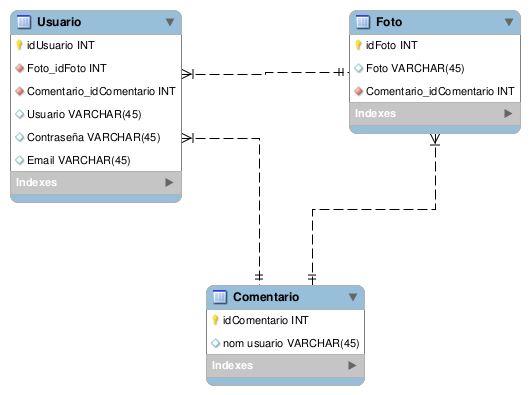 Usuario
idUsuario INT
Foto_idFoto INT
Comentario_idComentario INT
Usuario VARCHAR(45)
Contraseña VARCHAR(45)
Email VARCHAR(45)
Indexes
Foto
idFoto INT
Foto VARCHAR(45)
Comentario_idComentario INT
Indexes
Comentario
idComentario INT
nom usuario VARCHAR(45)
Indexes